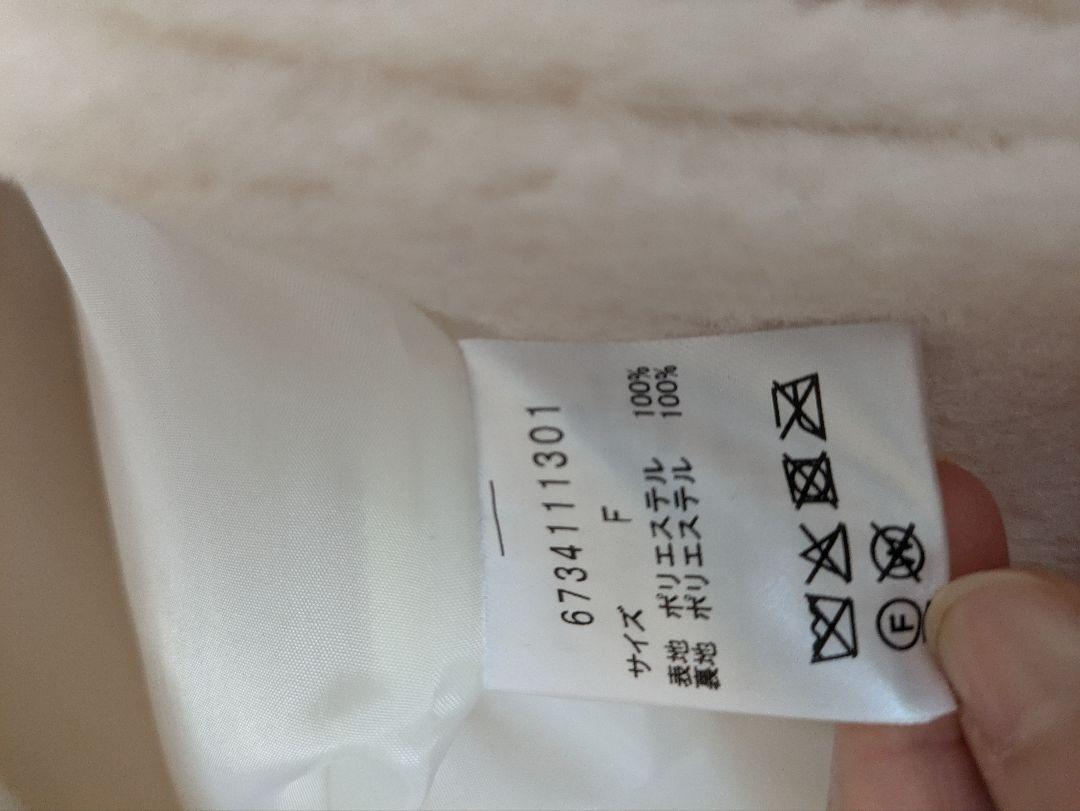 6734111301
サイズ F
表地 ポリエステル 100%
裏地 ポリエステル 100%
F W